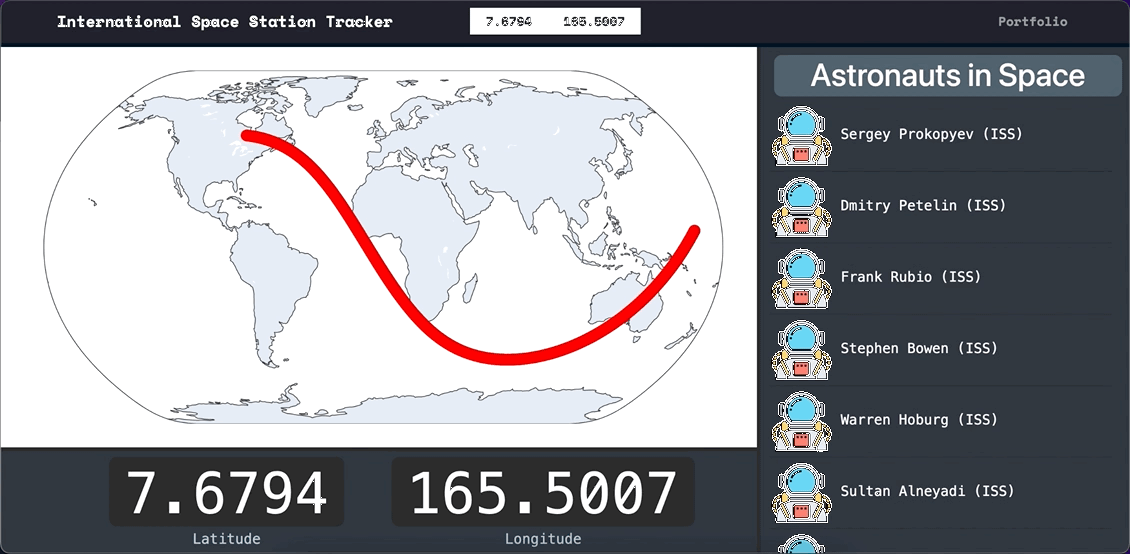 International Space Station Tracker
7.6794 165.5007
Portfolio
Astronauts in Space
Sergey Prokopyev (ISS)
Dmitry Petelin (ISS)
Frank Rubio (ISS)
Stephen Bowen (ISS)
Warren Hoburg (ISS)
Sultan Alneyadi (ISS)
7.6794
Latitude
165.5007
Longitude